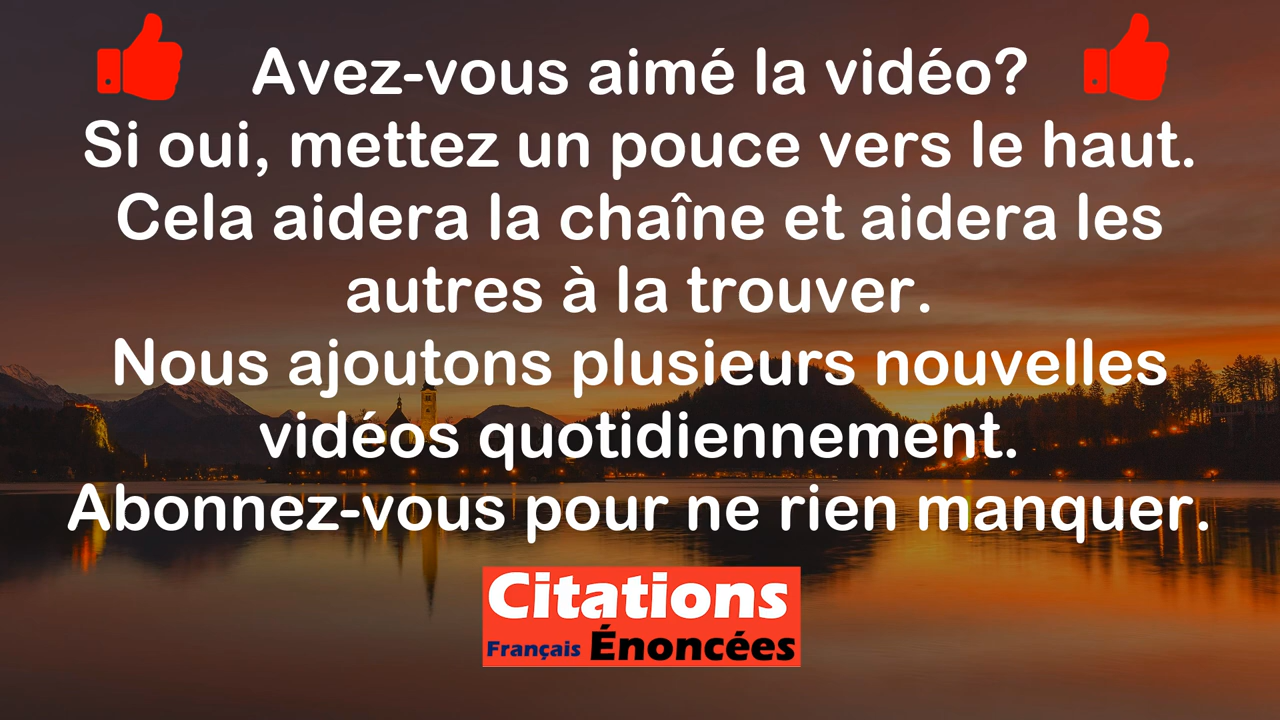 Avez-vous aimé la vidéo?
Si oui, mettez un pouce vers le haut.
Cela aidera la chaîne et aidera les
autres à la trouver.
Nous ajoutons plusieurs nouvelles
vidéos quotidiennement.
Abonnez-vous pour ne rien manquer.
Citations
Français Énoncées